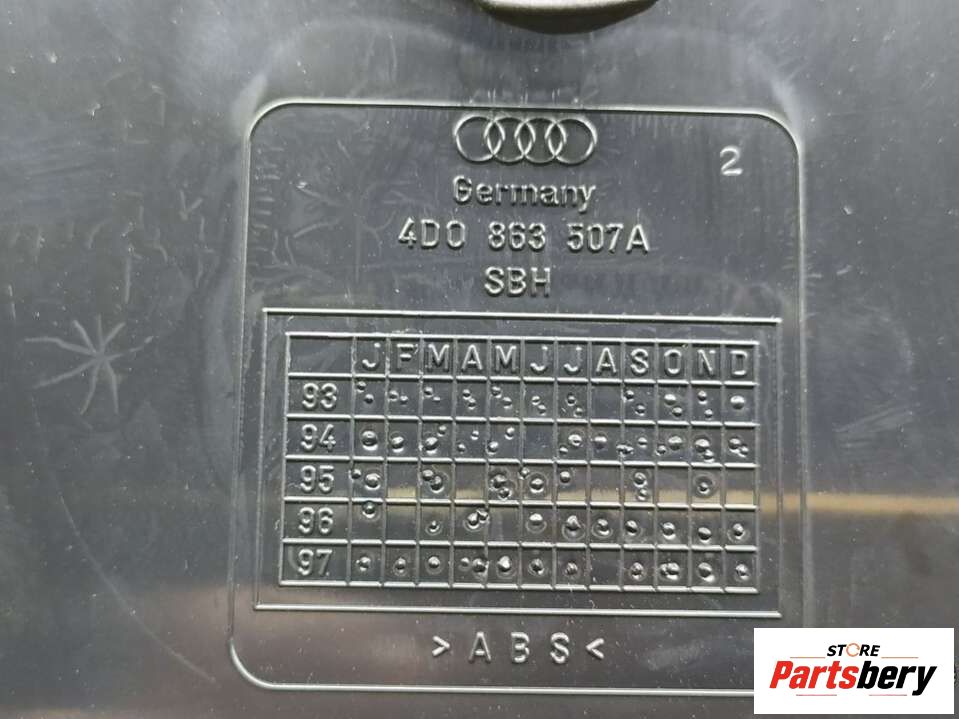 2
Germany
4D0 863 507A
SBH
J F M A M J J A S O N D
93
94
95
96
97
>ABS<
STORE
Partsbery